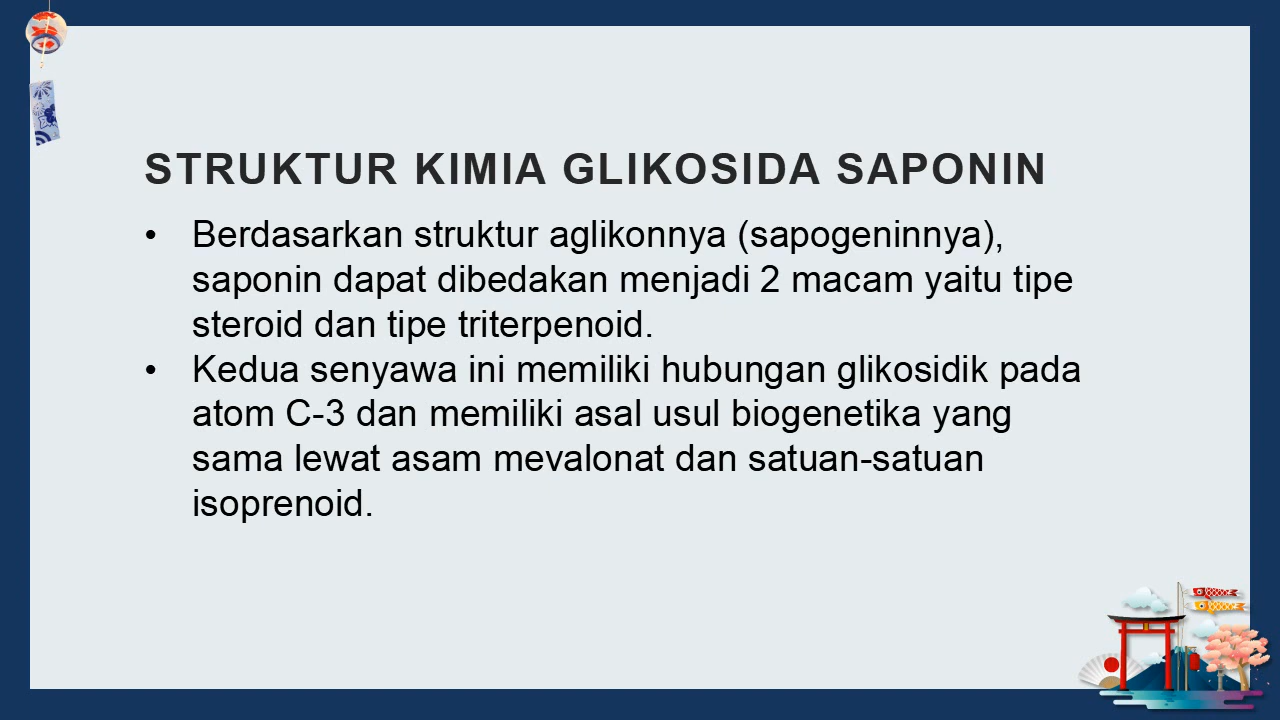 STRUKTUR KIMIA GLIKOSIDA SAPONIN
• Berdasarkan struktur aglikonnya (sapogeninnya),
saponin dapat dibedakan menjadi 2 macam yaitu tipe
steroid dan tipe triterpenoid.
• Kedua senyawa ini memiliki hubungan glikosidik pada
atom C-3 dan memiliki asal usul biogenetika yang
sama lewat asam mevalonat dan satuan-satuan
isoprenoid.